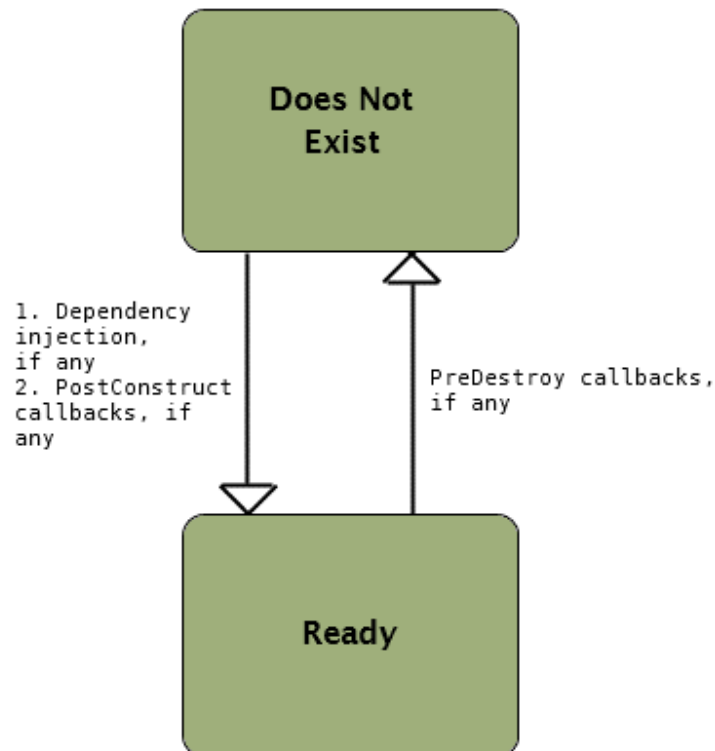 Does Not
Exist
1. Dependency
injection,
if any
2. PostConstruct
callbacks, if
any
PreDestroy callbacks,
if any
Ready